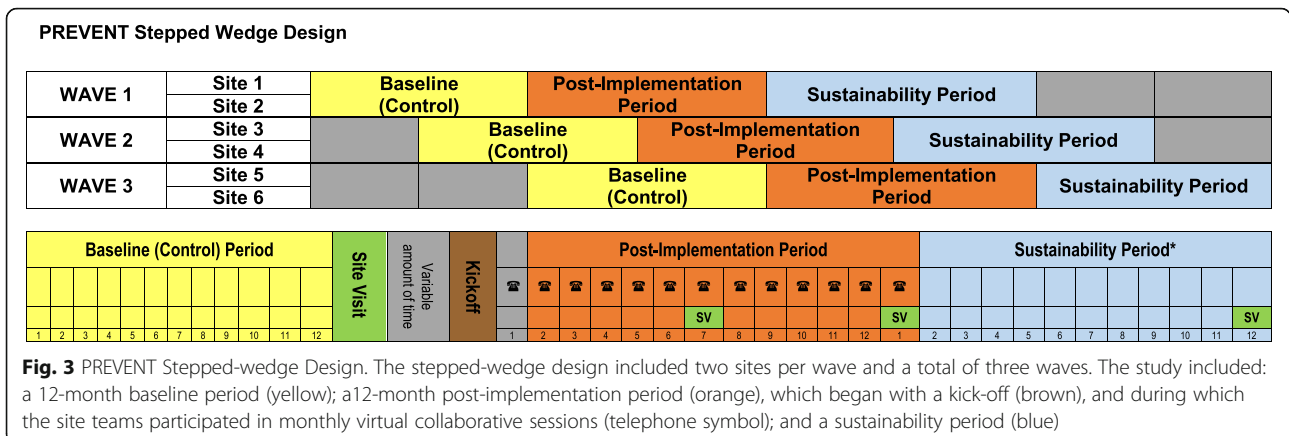 PREVENT Stepped Wedge Design
WAVE 1
Site 1
Site 2
Baseline
(Control)
Post-Implementation
Period
Sustainability Period
WAVE 2
Site 3
Site 4
Baseline
(Control)
Post-Implementation
Period
Sustainability Period
WAVE 3
Site 5
Site 6
Baseline
(Control)
Post-Implementation
Period
Sustainability Period
Baseline (Control) Period
Site Visit
Variable
amount of time
Kickoff
Post-Implementation Period
Sustainability Period*
☎ ☎ ☎ ☎ ☎ ☎ ☎ ☎ ☎ ☎ ☎ ☎ ☎
SV SV SV
1 2 3 4 5 6 7 8 9 10 11 12 1 2 3 4 5 6 7 8 9 10 11 12 1 2 3 4 5 6 7 8 9 10 11 12
Fig. 3 PREVENT Stepped-wedge Design. The stepped-wedge design included two sites per wave and a total of three waves. The study included:
a 12-month baseline period (yellow); a12-month post-implementation period (orange), which began with a kick-off (brown), and during which
the site teams participated in monthly virtual collaborative sessions (telephone symbol); and a sustainability period (blue)